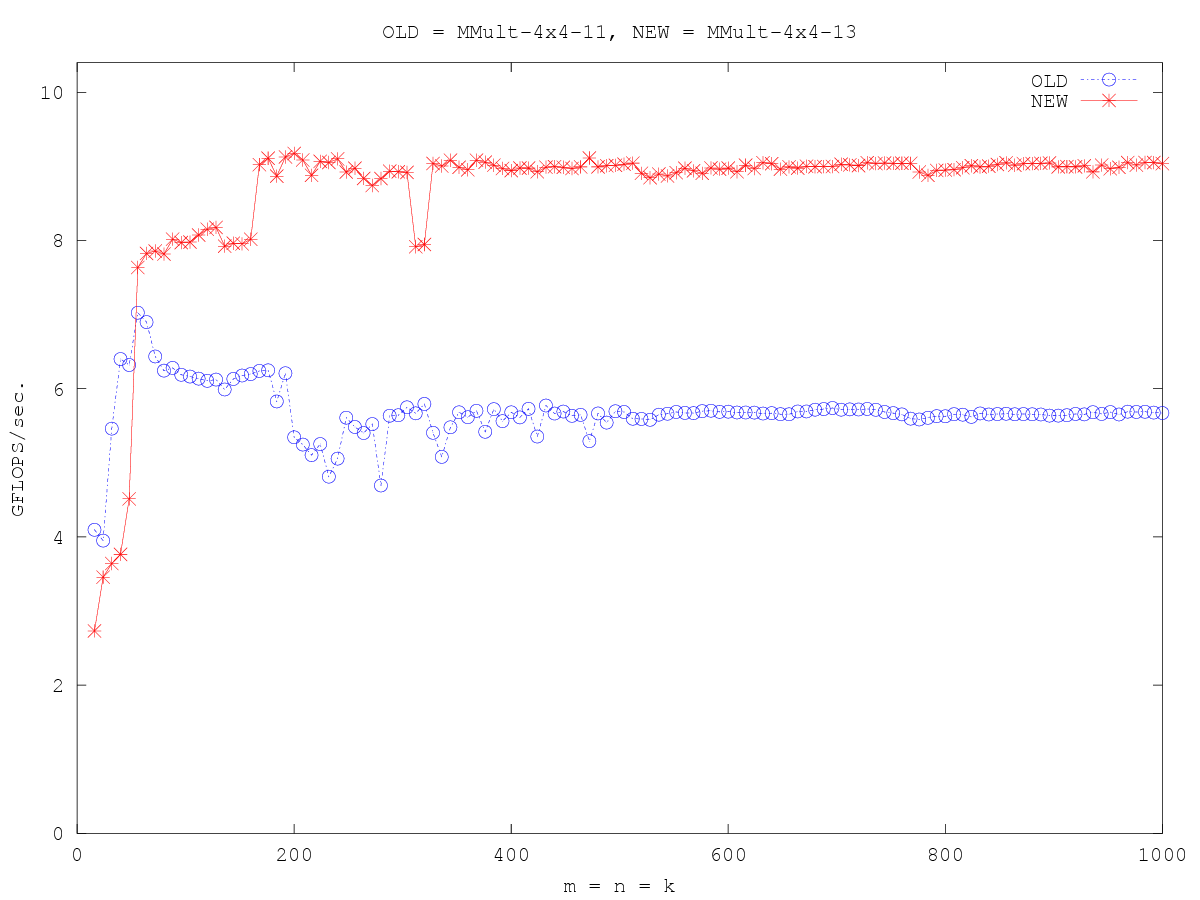 OLD = MMult-4x4-11, NEW = MMult-4x4-13
OLD
NEW
10
8
6
4
2
0
GFLOPS/sec.
0 200 400 600 800 1000
m = n = k